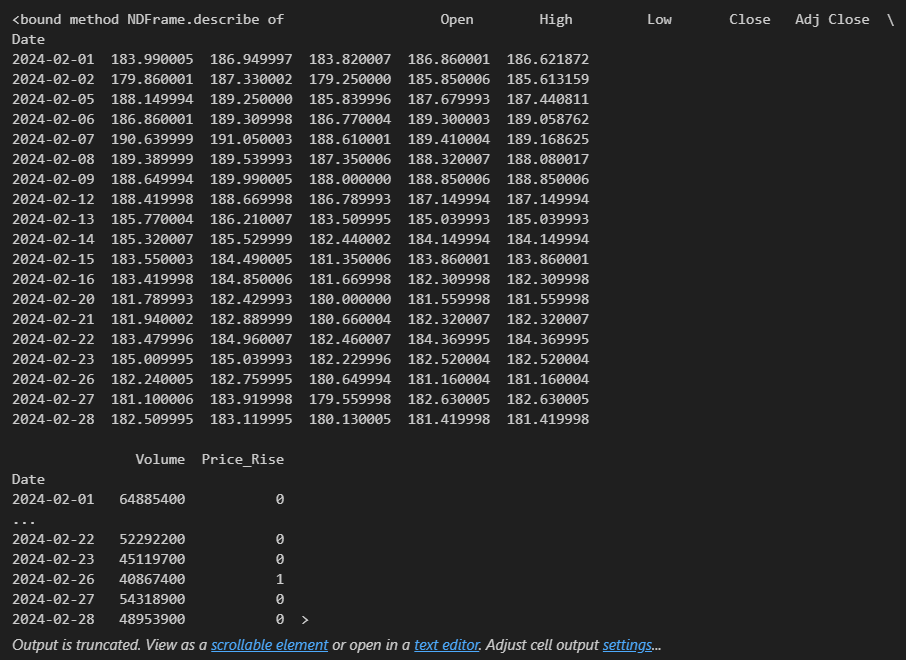 <bound method NDFrame.describe of                   Open        High         Low       Close   Adj Close  \
Date
2024-02-01  183.990005  186.949997  183.820007  186.860001  186.621872
2024-02-02  179.860001  187.330002  179.250000  185.850006  185.613159
2024-02-05  188.149994  189.250000  185.839996  187.679993  187.440811
2024-02-06  186.860001  189.309998  186.770004  189.300003  189.058762
2024-02-07  190.639999  191.050003  188.610001  189.410004  189.168625
2024-02-08  189.389999  189.539993  187.350006  188.320007  188.080017
2024-02-09  188.649994  189.990005  188.000000  188.850006  188.850006
2024-02-12  188.419998  188.669998  186.789993  187.149994  187.149994
2024-02-13  185.770004  186.210007  183.509995  185.039993  185.039993
2024-02-14  185.320007  185.529999  182.440002  184.149994  184.149994
2024-02-15  183.550003  184.490005  181.350006  183.860001  183.860001
2024-02-16  183.419998  184.850006  181.669998  182.309998  182.309998
2024-02-20  181.789993  182.429993  180.000000  181.559998  181.559998
2024-02-21  181.940002  182.889999  180.660004  182.320007  182.320007
2024-02-22  183.479996  184.960007  182.460007  184.369995  184.369995
2024-02-23  185.009995  185.039993  182.229996  182.520004  182.520004
2024-02-26  182.240005  182.759995  180.649994  181.160004  181.160004
2024-02-27  181.100006  183.919998  179.559998  182.630005  182.630005
2024-02-28  182.509995  183.119995  180.130005  181.419998  181.419998
Volume  Price_Rise
Date
2024-02-01  64885400  0
...
2024-02-22  52292200  0
2024-02-23  45119700  0
2024-02-26  40867400  1
2024-02-27  54318900  0
2024-02-28  48953900  0  >
Output is truncated. View as a scrollable element or open in a text editor. Adjust cell output settings...